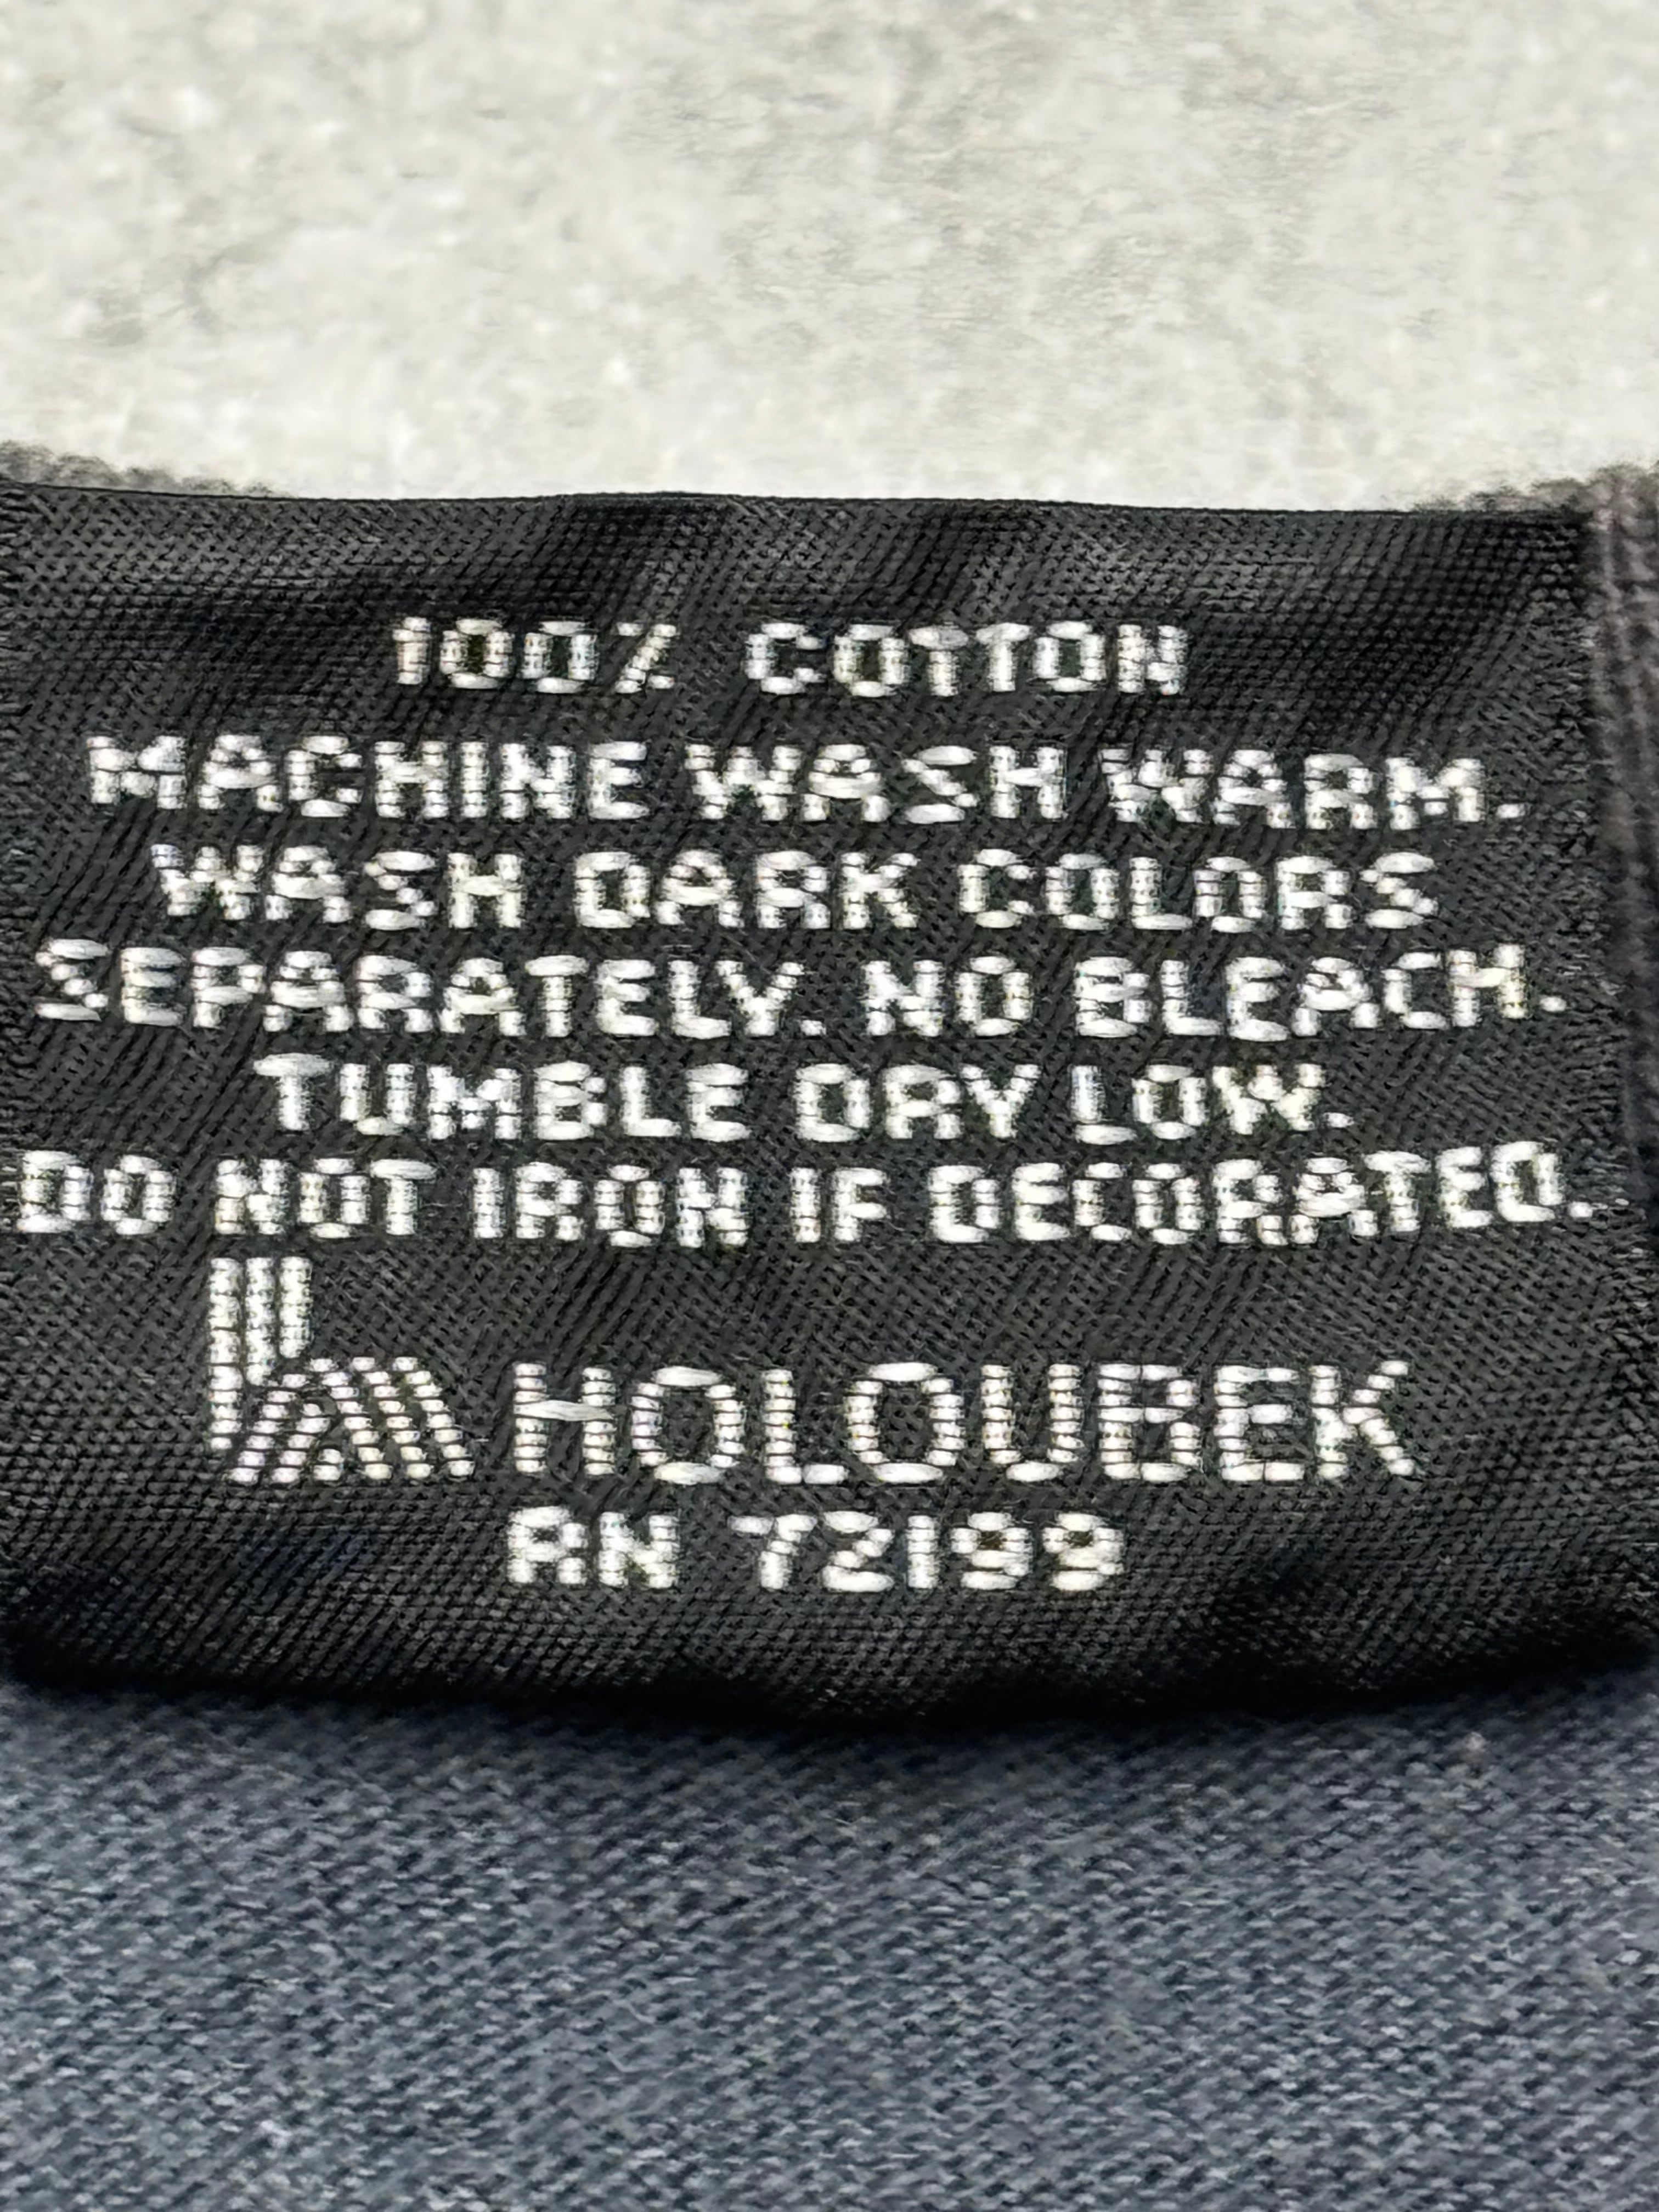 100% COTTON
MACHINE WASH WARM.
WASH DARK COLORS
SEPARATELY. NO BLEACH.
TUMBLE DRY LOW.
DO NOT IRON IF DECORATED.
HOLOUBEK
RN 72199